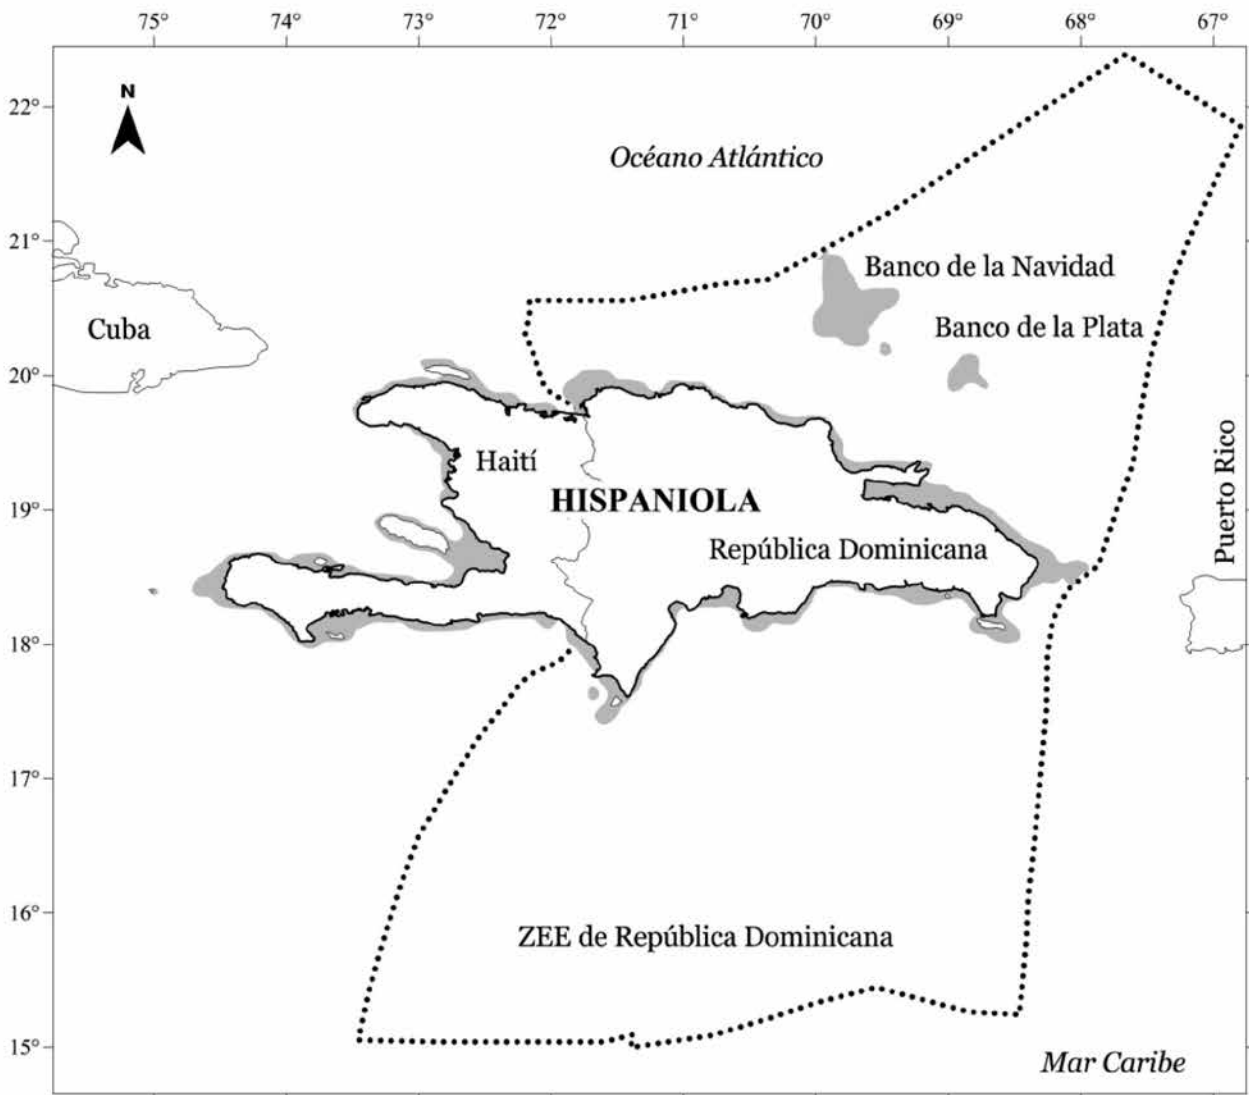 75° 74° 73° 72° 71° 70° 69° 68° 67°
N
22°
Océano Atlántico
21°
Banco de la Navidad
Cuba
Banco de la Plata
20°
Haití
Puerto Rico
HISPANIOLA
19°
República Dominicana
18°
17°
16°
ZEE de República Dominicana
15°
Mar Caribe